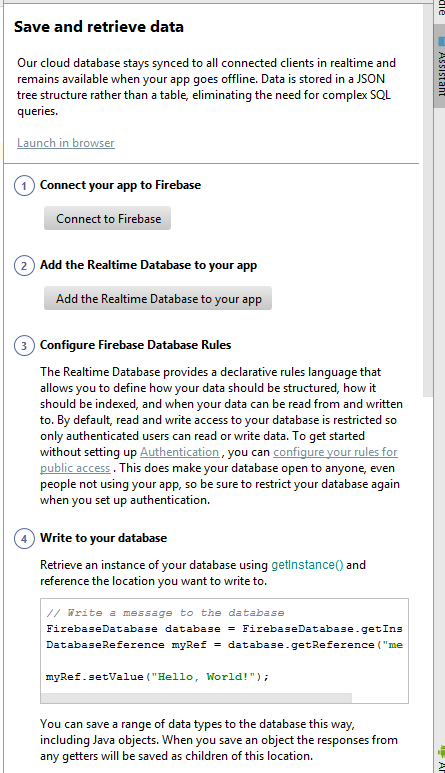 Save and retrieve data
Our cloud database stays synced to all connected clients in realtime and
remains available when your app goes offline. Data is stored in a JSON
tree structure rather than a table, eliminating the need for complex SQL
queries.
Launch in browser
1 Connect your app to Firebase
Connect to Firebase
2 Add the Realtime Database to your app
Add the Realtime Database to your app
3 Configure Firebase Database Rules
The Realtime Database provides a declarative rules language that
allows you to define how your data should be structured, how it
should be indexed, and when your data can be read from and written
to. By default, read and write access to your database is restricted so
only authenticated users can read or write data. To get started
without setting up Authentication , you can configure your rules for
public access . This does make your database open to anyone, even
people not using your app, so be sure to restrict your database again
when you set up authentication.
4 Write to your database
Retrieve an instance of your database using getInstance() and
reference the location you want to write to.
// Write a message to the database
FirebaseDatabase database = FirebaseDatabase.getIns
DatabaseReference myRef = database.getReference("me
myRef.setValue("Hello, World!");
You can save a range of data types to the database this way,
including Java objects. When you save an object the responses from
any getters will be saved as children of this location.
Assistant